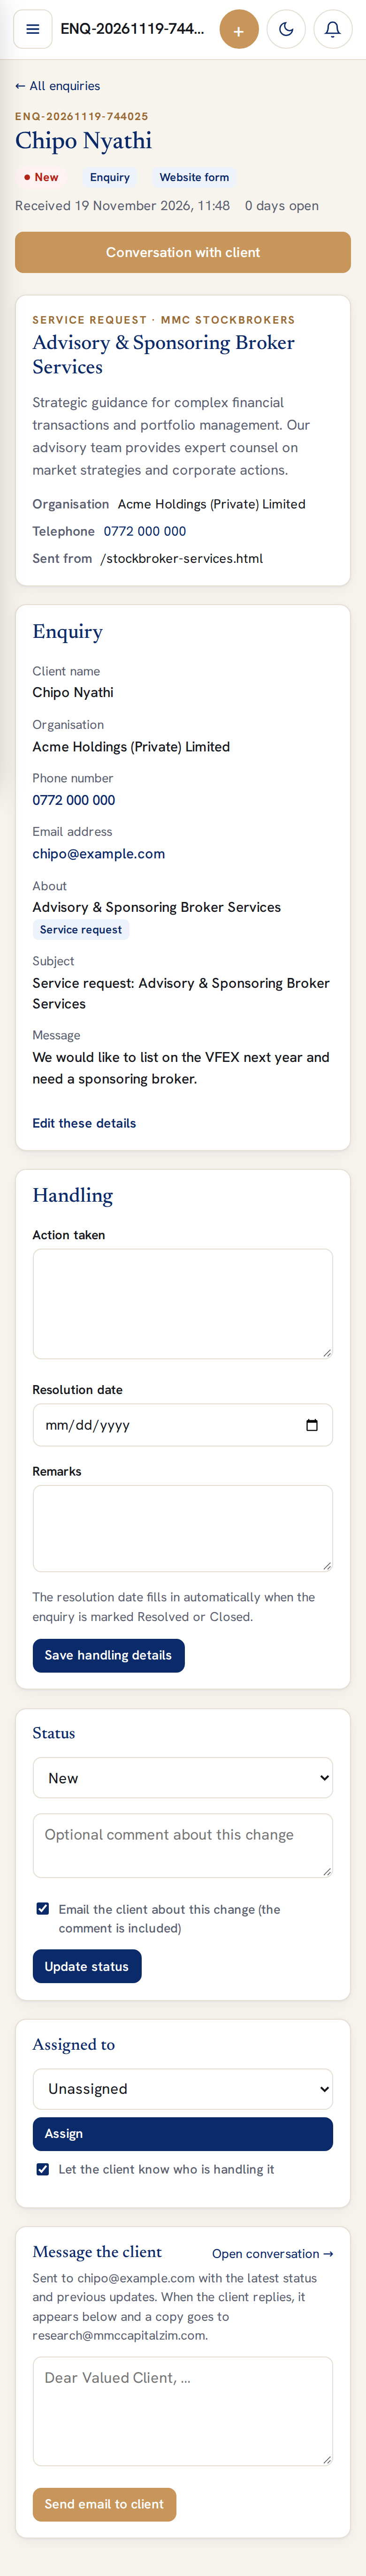 ENQ-20261119-744...
+
← All enquiries
ENQ-20261119-744025
Chipo Nyathi
New
Enquiry
Website form
Received 19 November 2026, 11:48 0 days open
Conversation with client
SERVICE REQUEST · MMC STOCKBROKERS
Advisory & Sponsoring Broker
Services
Strategic guidance for complex financial
transactions and portfolio management. Our
advisory team provides expert counsel on
market strategies and corporate actions.
Organisation Acme Holdings (Private) Limited
Telephone 0772 000 000
Sent from /stockbroker-services.html
Enquiry
Client name
Chipo Nyathi
Organisation
Acme Holdings (Private) Limited
Phone number
0772 000 000
Email address
chipo@example.com
About
Advisory & Sponsoring Broker Services
Service request
Subject
Service request: Advisory & Sponsoring Broker
Services
Message
We would like to list on the VFEX next year and
need a sponsoring broker.
Edit these details
Handling
Action taken
Resolution date
mm/dd/yyyy
Remarks
The resolution date fills in automatically when the
enquiry is marked Resolved or Closed.
Save handling details
Status
New
Optional comment about this change
Email the client about this change (the
comment is included)
Update status
Assigned to
Unassigned
Assign
Let the client know who is handling it
Message the client
Open conversation →
Sent to chipo@example.com with the latest status
and previous updates. When the client replies, it
appears below and a copy goes to
research@mmccapitalzim.com.
Dear Valued Client, ...
Send email to client